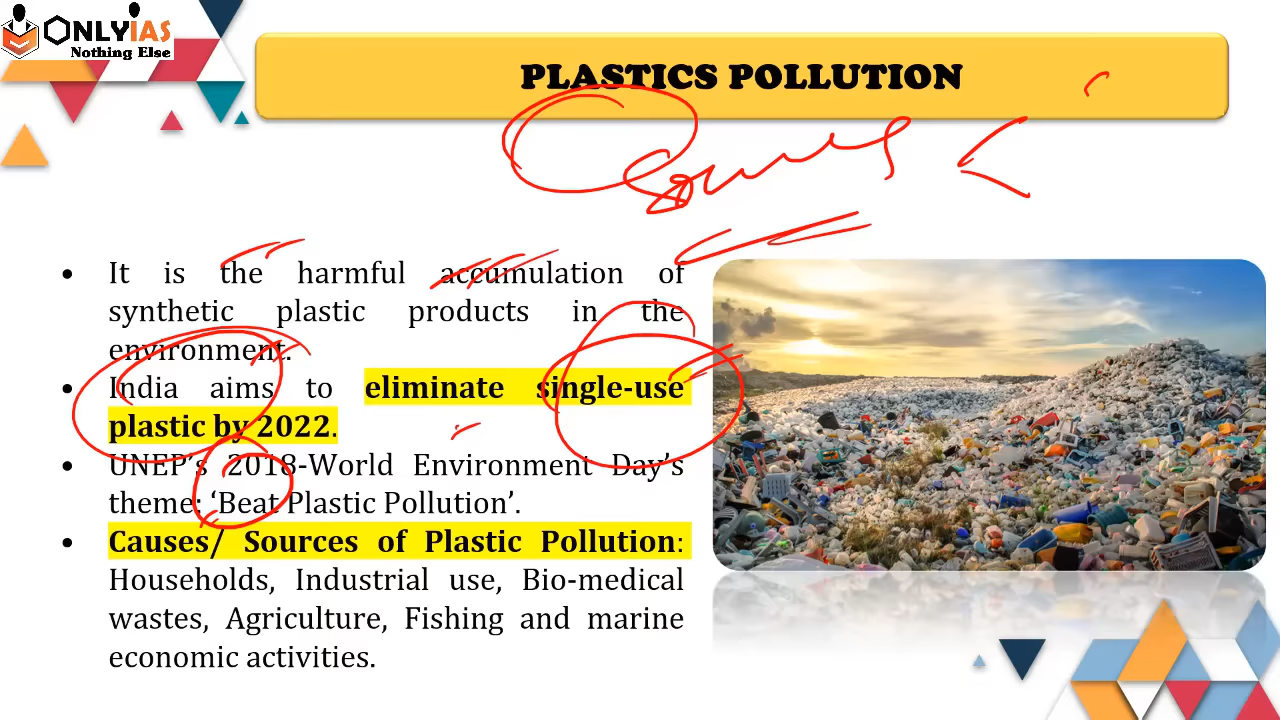 ONLYIAS
Nothing Else
PLASTICS POLLUTION
Sources
• It is the harmful accumulation of
synthetic plastic products in the
environment.
• India aims to eliminate single-use
plastic by 2022.
• UNEP's 2018-World Environment Day's
theme: ‘Beat Plastic Pollution’.
• Causes/ Sources of Plastic Pollution:
Households, Industrial use, Bio-medical
wastes, Agriculture, Fishing and marine
economic activities.